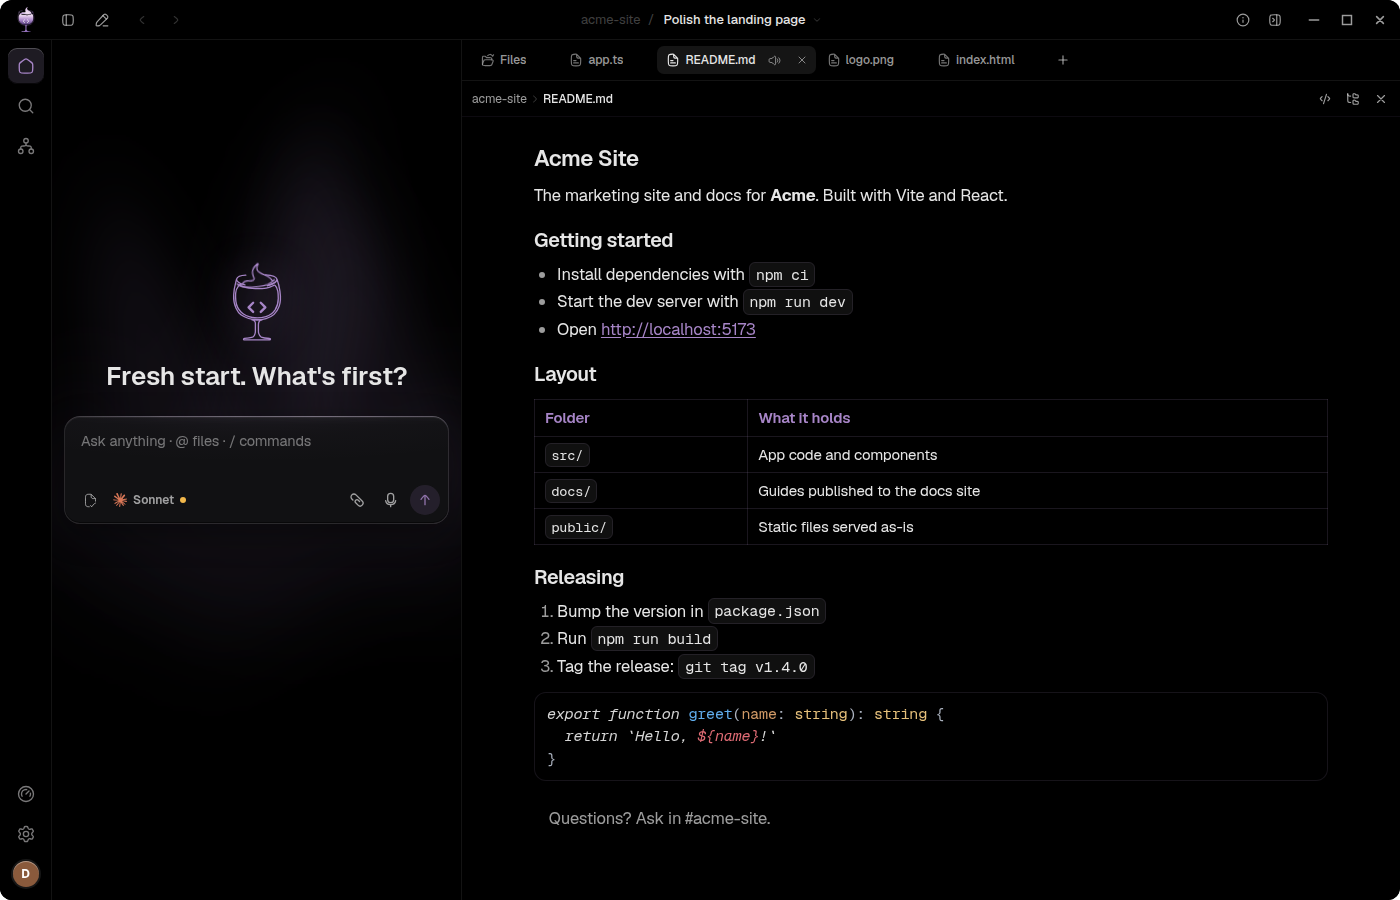 acme-site / Polish the landing page
Files
app.ts
README.md
logo.png
index.html
acme-site › README.md
Fresh start. What's first?
Ask anything · @ files · / commands
Sonnet
D
Acme Site
The marketing site and docs for Acme. Built with Vite and React.
Getting started
Install dependencies with npm ci
Start the dev server with npm run dev
Open http://localhost:5173
Layout
Folder What it holds
src/ App code and components
docs/ Guides published to the docs site
public/ Static files served as-is
Releasing
1. Bump the version in package.json
2. Run npm run build
3. Tag the release: git tag v1.4.0
export function greet(name: string): string {
  return `Hello, ${name}!`
}
Questions? Ask in #acme-site.